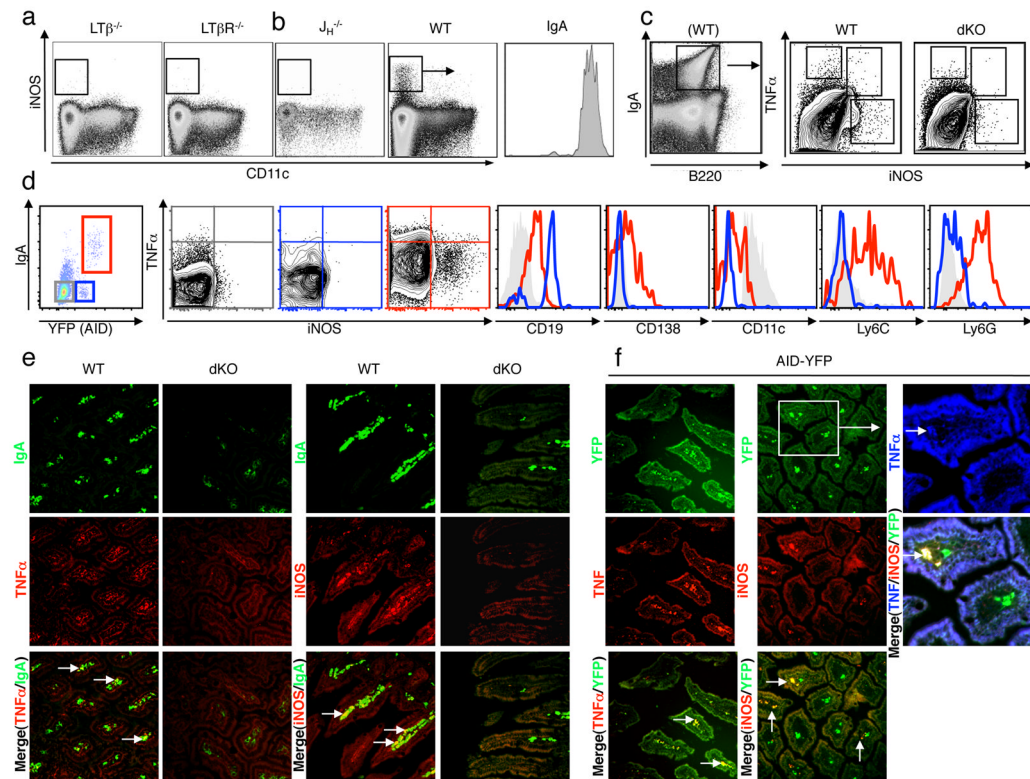 a
LTβ-/-
LTβR-/-
b
JH-/-
WT
IgA
iNOS
CD11c
c
(WT)
WT
dKO
IgA
B220
TNFα
iNOS
d
IgA
YFP (AID)
TNFα
iNOS
CD19
CD138
CD11c
Ly6C
Ly6G
e
WT
dKO
WT
dKO
IgA
IgA
TNFα
iNOS
Merge(TNFα/IgA)
Merge(iNOS/IgA)
f
AID-YFP
YFP
YFP
TNFα
TNF
iNOS
Merge(TNF/iNOS/YFP)
Merge(TNFα/YFP)
Merge(iNOS/YFP)